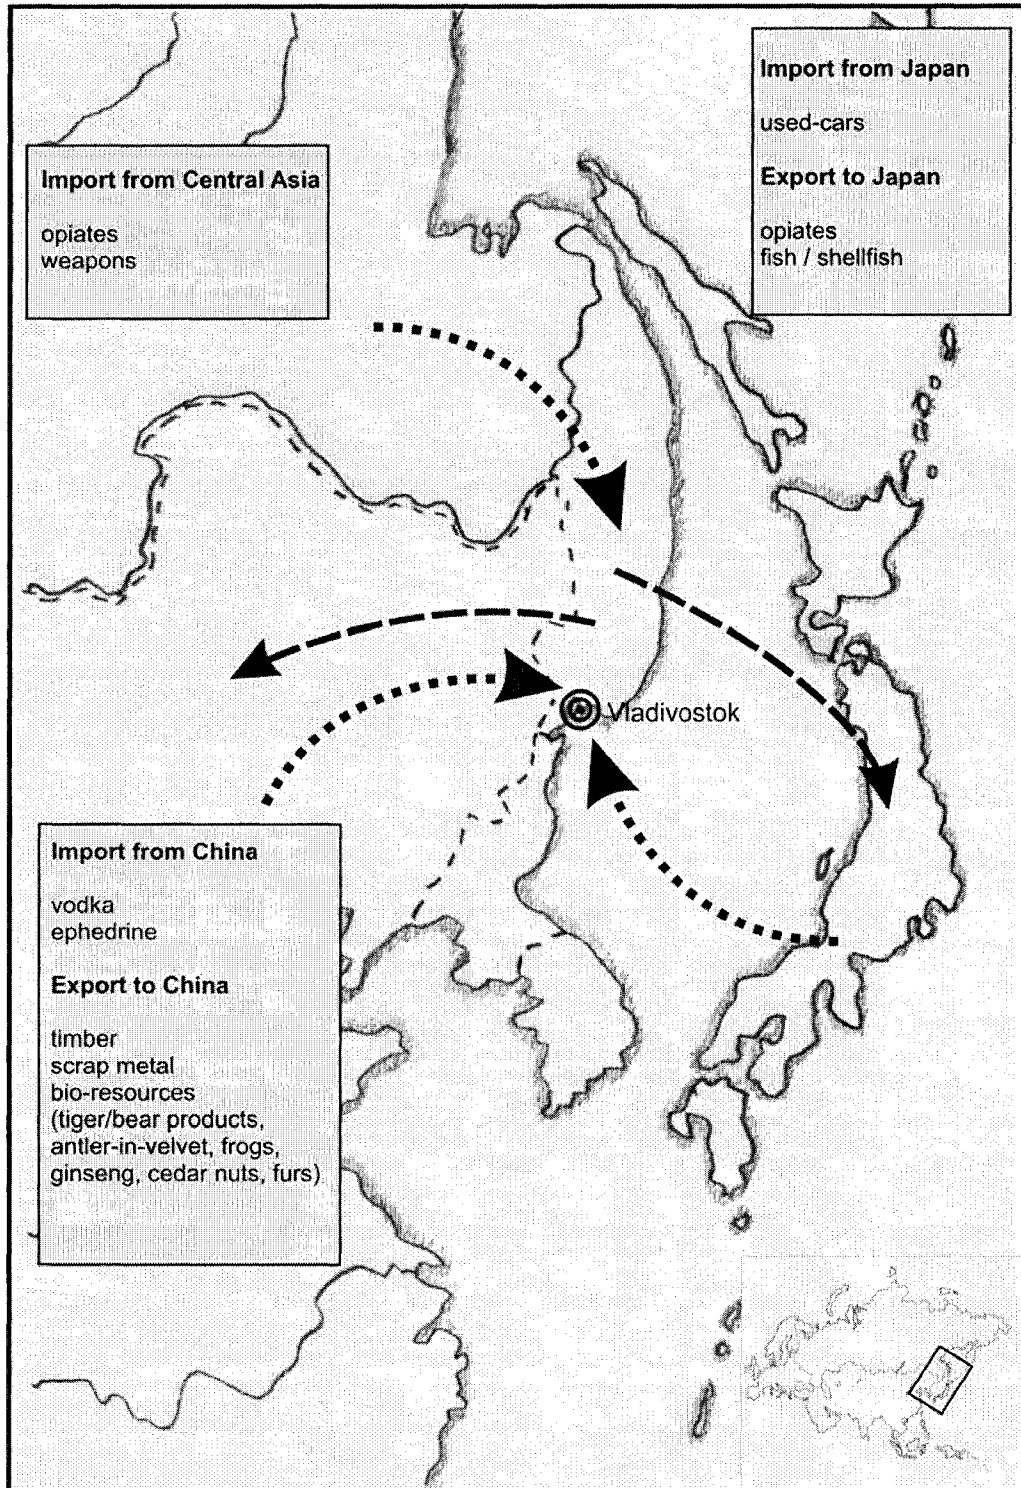 Import from Japan
used-cars
Export to Japan
opiates
fish / shellfish
Import from Central Asia
opiates
weapons
Vladivostok
Import from China
vodka
ephedrine
Export to China
timber
scrap metal
bio-resources
(tiger/bear products,
antler-in-velvet, frogs,
ginseng, cedar nuts, furs)